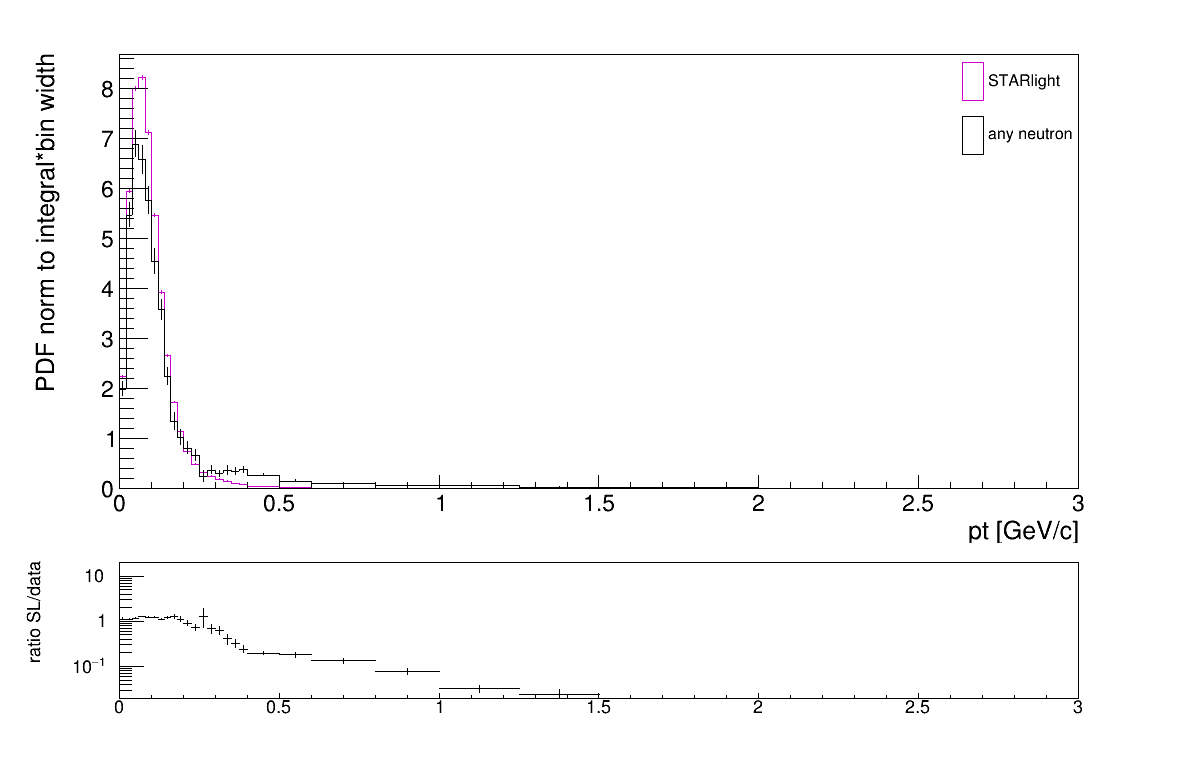 PDF norm to integral*bin width
8
7
6
5
4
3
2
1
0
STARlight
any neutron
0 0.5 1 1.5 2 2.5 3
pt [GeV/c]
ratio SL/data
10
1
10⁻¹
0 0.5 1 1.5 2 2.5 3